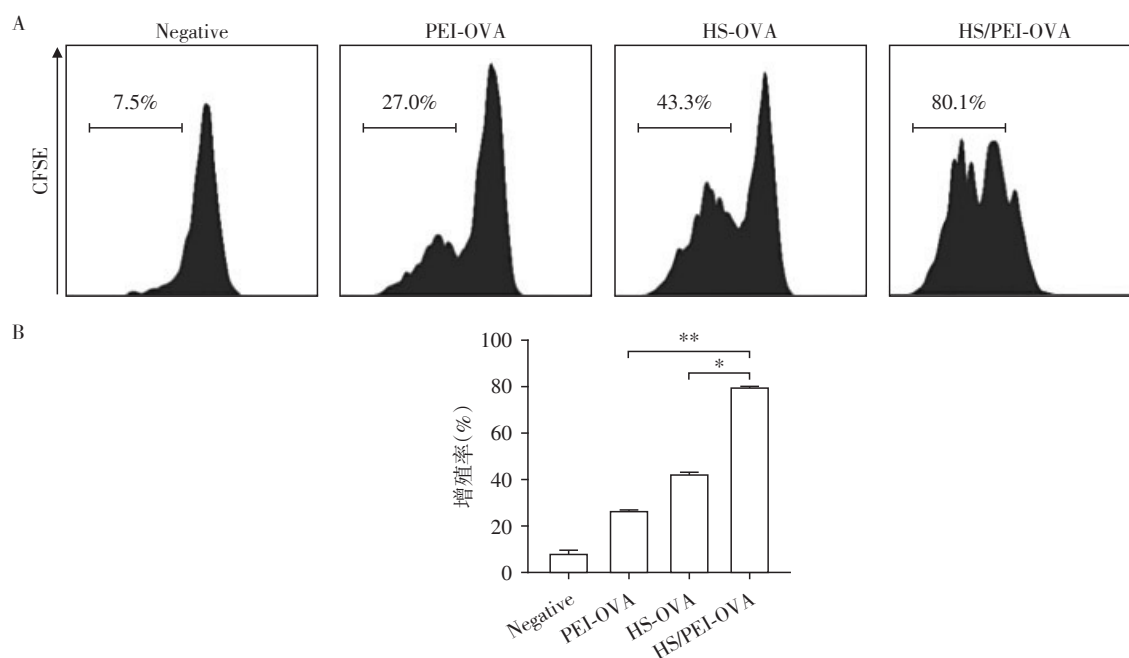 A
Negative PEI-OVA HS-OVA HS/PEI-OVA
7.5% 27.0% 43.3% 80.1%
CFSE
B
100
80
60
40
20
0
增殖率(%)
**
*
Negative PEI-OVA HS-OVA HS/PEI-OVA